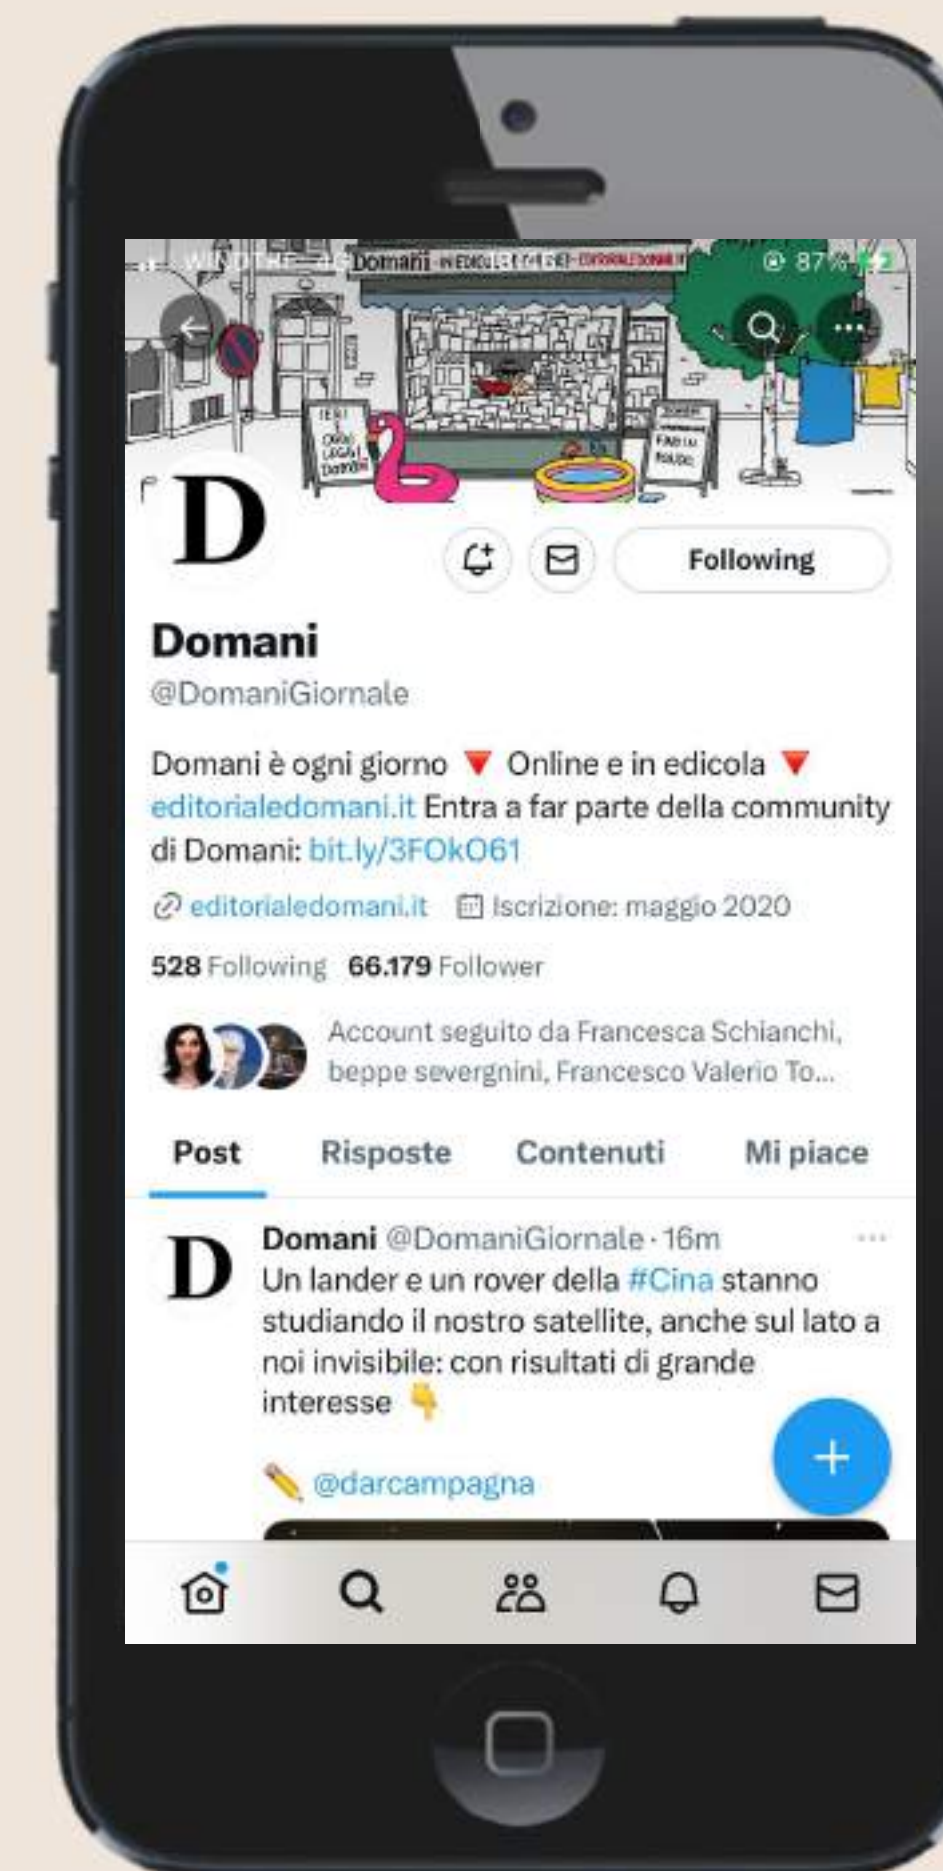 WINDTRE 4G
87%
Domani
D
Following
Domani
@DomaniGiornale
Domani è ogni giorno 🔻 Online e in edicola 🔻
editorialedomani.it Entra a far parte della community
di Domani: bit.ly/3FOkO61
editorialedomani.it Iscrizione: maggio 2020
528 Following 66.179 Follower
Account seguito da Francesca Schianchi,
beppe severgnini, Francesco Valerio To...
Post Risposte Contenuti Mi piace
D
Domani @DomaniGiornale · 16m
Un lander e un rover della #Cina stanno
studiando il nostro satellite, anche sul lato a
noi invisibile: con risultati di grande
interesse 👇
✏️ @darcampagna